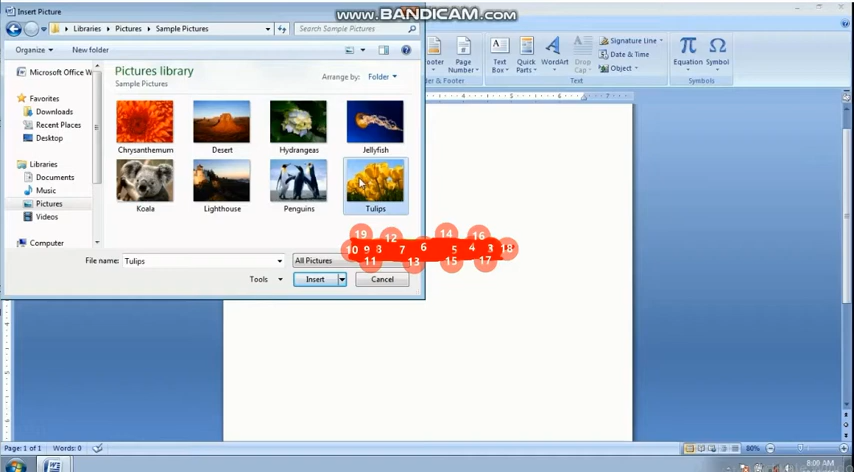 Insert Picture
www.BANDICAM.com
Libraries Pictures Sample Pictures
Search Sample Pictures
Organize New folder
Microsoft Office W
Favorites
Downloads
Recent Places
Desktop
Libraries
Documents
Music
Pictures
Videos
Computer
Pictures library
Sample Pictures
Arrange by: Folder
Chrysanthemum Desert Hydrangeas Jellyfish
Koala Lighthouse Penguins Tulips
File name: Tulips
All Pictures
Tools Insert Cancel
Footer
Page Number
Text Box
Quick Parts
WordArt
Drop Cap
Signature Line
Date & Time
Object
Equation Symbol
Text
Symbols
19 12 14 16
10 9 8 7 6 5 4 3 18
11 13 15 17
Page: 1 of 1 Words: 0
80%
8:09 AM